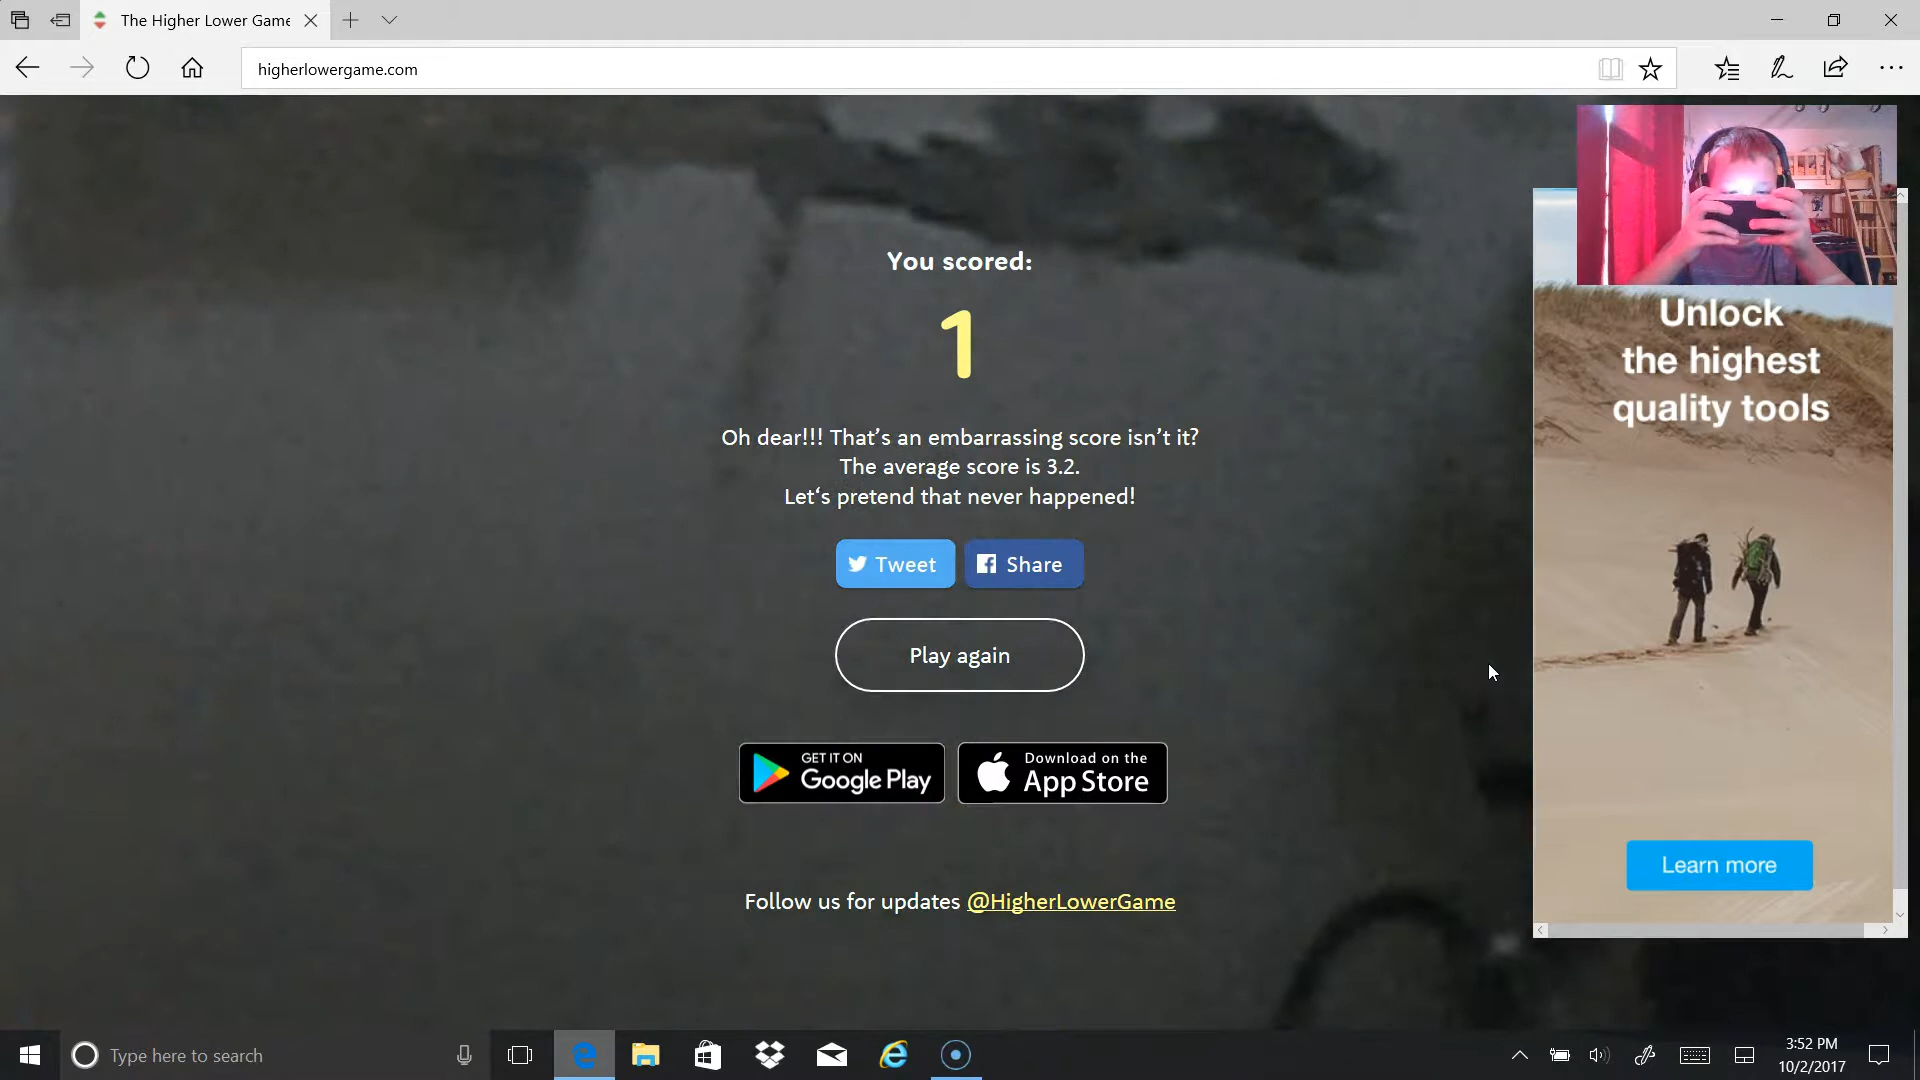 The Higher Lower Game
higherlowergame.com
You scored:
1
Oh dear!!! That's an embarrassing score isn't it?
The average score is 3.2.
Let‘s pretend that never happened!
Tweet
Share
Play again
GET IT ON
Google Play
Download on the
App Store
Follow us for updates @HigherLowerGame
Unlock
the highest
quality tools
Learn more
Type here to search
3:52 PM
10/2/2017